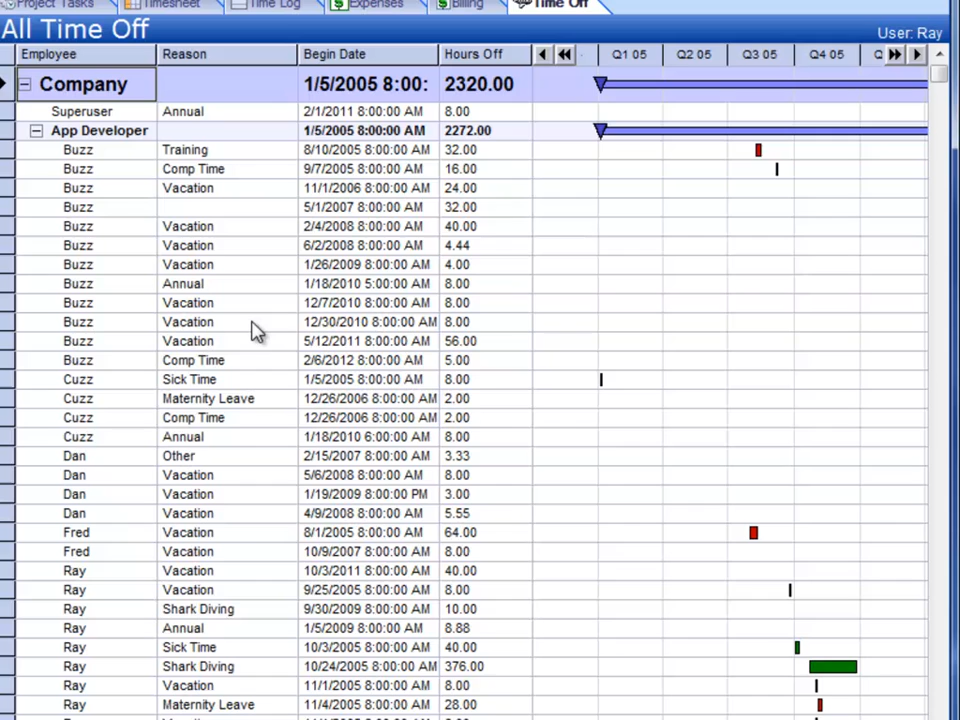 Project Tasks Timesheet Time Log Expenses Billing Time Off
All Time Off User: Ray
Employee Reason Begin Date Hours Off Q1 05 Q2 05 Q3 05 Q4 05 Q
Company 1/5/2005 8:00: 2320.00
Superuser Annual 2/1/2011 8:00:00 AM 8.00
App Developer 1/5/2005 8:00:00 AM 2272.00
Buzz Training 8/10/2005 8:00:00 AM 32.00
Buzz Comp Time 9/7/2005 8:00:00 AM 16.00
Buzz Vacation 11/1/2006 8:00:00 AM 24.00
Buzz 5/1/2007 8:00:00 AM 32.00
Buzz Vacation 2/4/2008 8:00:00 AM 40.00
Buzz Vacation 6/2/2008 8:00:00 AM 4.44
Buzz Vacation 1/26/2009 8:00:00 AM 4.00
Buzz Annual 1/18/2010 5:00:00 AM 8.00
Buzz Vacation 12/7/2010 8:00:00 AM 8.00
Buzz Vacation 12/30/2010 8:00:00 AM 8.00
Buzz Vacation 5/12/2011 8:00:00 AM 56.00
Buzz Comp Time 2/6/2012 8:00:00 AM 5.00
Cuzz Sick Time 1/5/2005 8:00:00 AM 8.00
Cuzz Maternity Leave 12/26/2006 8:00:00 AM 2.00
Cuzz Comp Time 12/26/2006 8:00:00 AM 2.00
Cuzz Annual 1/18/2010 6:00:00 AM 8.00
Dan Other 2/15/2007 8:00:00 AM 3.33
Dan Vacation 5/6/2008 8:00:00 AM 8.00
Dan Vacation 1/19/2009 8:00:00 PM 3.00
Dan Vacation 4/9/2008 8:00:00 AM 5.55
Fred Vacation 8/1/2005 8:00:00 AM 64.00
Fred Vacation 10/9/2007 8:00:00 AM 8.00
Ray Vacation 10/3/2011 8:00:00 AM 40.00
Ray Vacation 9/25/2005 8:00:00 AM 8.00
Ray Shark Diving 9/30/2009 8:00:00 AM 10.00
Ray Annual 1/5/2009 8:00:00 AM 8.88
Ray Sick Time 10/3/2005 8:00:00 AM 40.00
Ray Shark Diving 10/24/2005 8:00:00 AM 376.00
Ray Vacation 11/1/2005 8:00:00 AM 8.00
Ray Maternity Leave 11/4/2005 8:00:00 AM 28.00